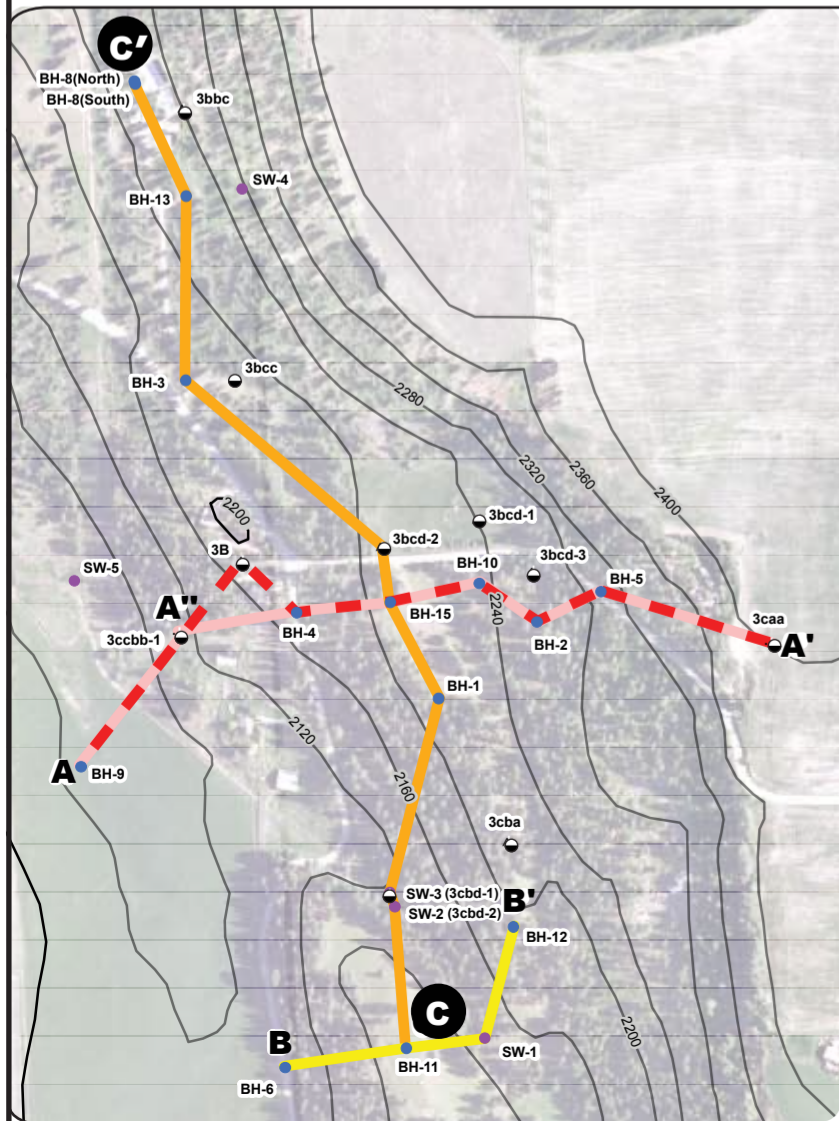 C'
BH-8(North)
BH-8(South)
3bbc
SW-4
BH-13
3bcc
BH-3
2280
2320
2360
2400
2200
3bcd-1
3bcd-2
3B
3bcd-3
SW-5
BH-10
BH-5
A"
3ccbb-1
BH-4
BH-15
2240
BH-2
3caa
A'
BH-1
2120
A
BH-9
2160
3cba
SW-3 (3cbd-1)
SW-2 (3cbd-2)
B'
BH-12
C
2200
B
BH-11
SW-1
BH-6